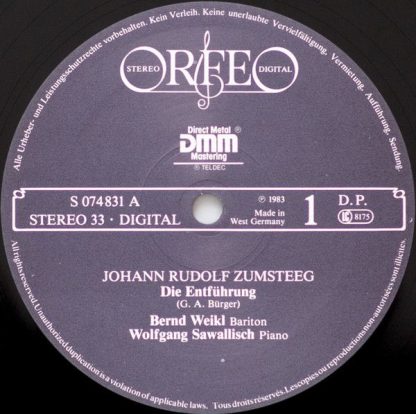 Alle Urheber- und Leistungsschutzrechte vorbehalten. Kein Verleih. Keine unerlaubte Vervielfältigung, Vermietung, Aufführung, Sendung.
ORFEO
STEREO DIGITAL
Direct Metal ®
DMM
Mastering
Ⓟ TELDEC
S 074831 A
STEREO 33 · DIGITAL
Ⓟ 1983
Made in
West Germany
1
D. P.
LC 8175
JOHANN RUDOLF ZUMSTEEG
Die Entführung
(G. A. Bürger)
Bernd Weikl Bariton
Wolfgang Sawallisch Piano
All rights reserved. Unauthorized duplication is a violation of applicable laws. Tous droits réservés. Les copies ou reproductions non-autorisées sont illicites.